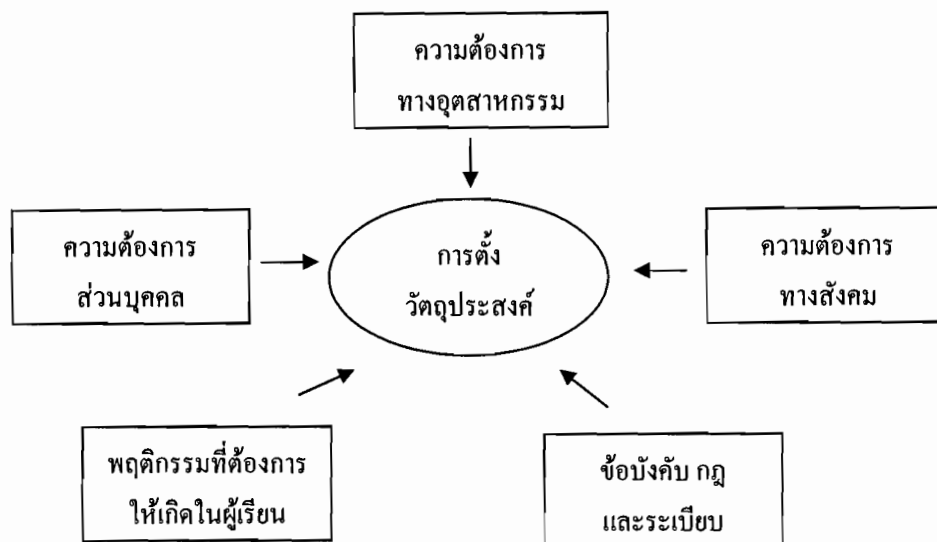 ความต้องการ
ทางอุตสาหกรรม
ความต้องการ
ส่วนบุคคล
การตั้ง
วัตถุประสงค์
ความต้องการ
ทางสังคม
พฤติกรรมที่ต้องการ
ให้เกิดในผู้เรียน
ข้อบังคับ กฎ
และระเบียบ